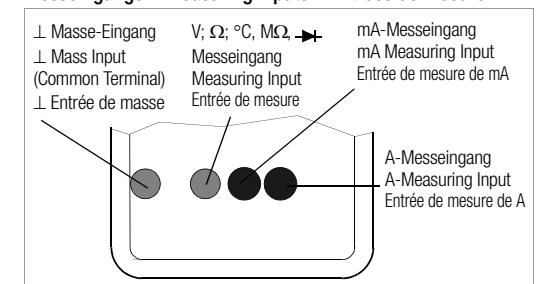 ⊥ Masse-Eingang
⊥ Mass Input
(Common Terminal)
⊥ Entrée de masse
V; Ω; °C, MΩ,
Messeingang
Measuring Input
Entrée de mesure
mA-Messeingang
mA Measuring Input
Entrée de mesure de mA
A-Messeingang
A-Measuring Input
Entrée de mesure de A